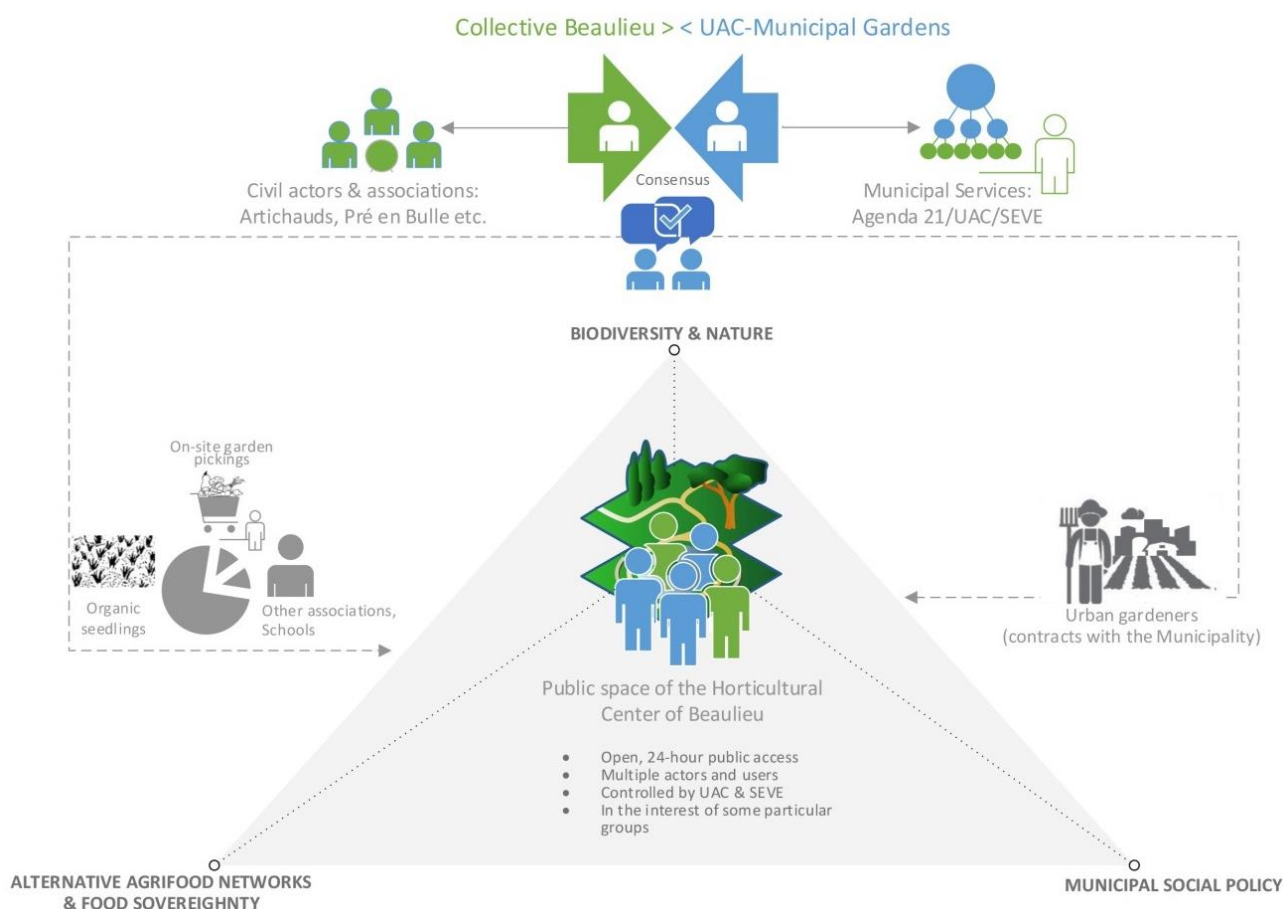 Collective Beaulieu > < UAC-Municipal Gardens
Civil actors & associations:
Artichauds, Pré en Bulle etc.
Consensus
Municipal Services:
Agenda 21/UAC/SEVE
BIODIVERSITY & NATURE
On-site garden
pickings
Organic
seedlings
Other associations,
Schools
Urban gardeners
(contracts with the Municipality)
Public space of the Horticultural
Center of Beaulieu
● Open, 24-hour public access
● Multiple actors and users
● Controlled by UAC & SEVE
● In the interest of some particular
groups
ALTERNATIVE AGRIFOOD NETWORKS
& FOOD SOVEREIGHNTY
MUNICIPAL SOCIAL POLICY